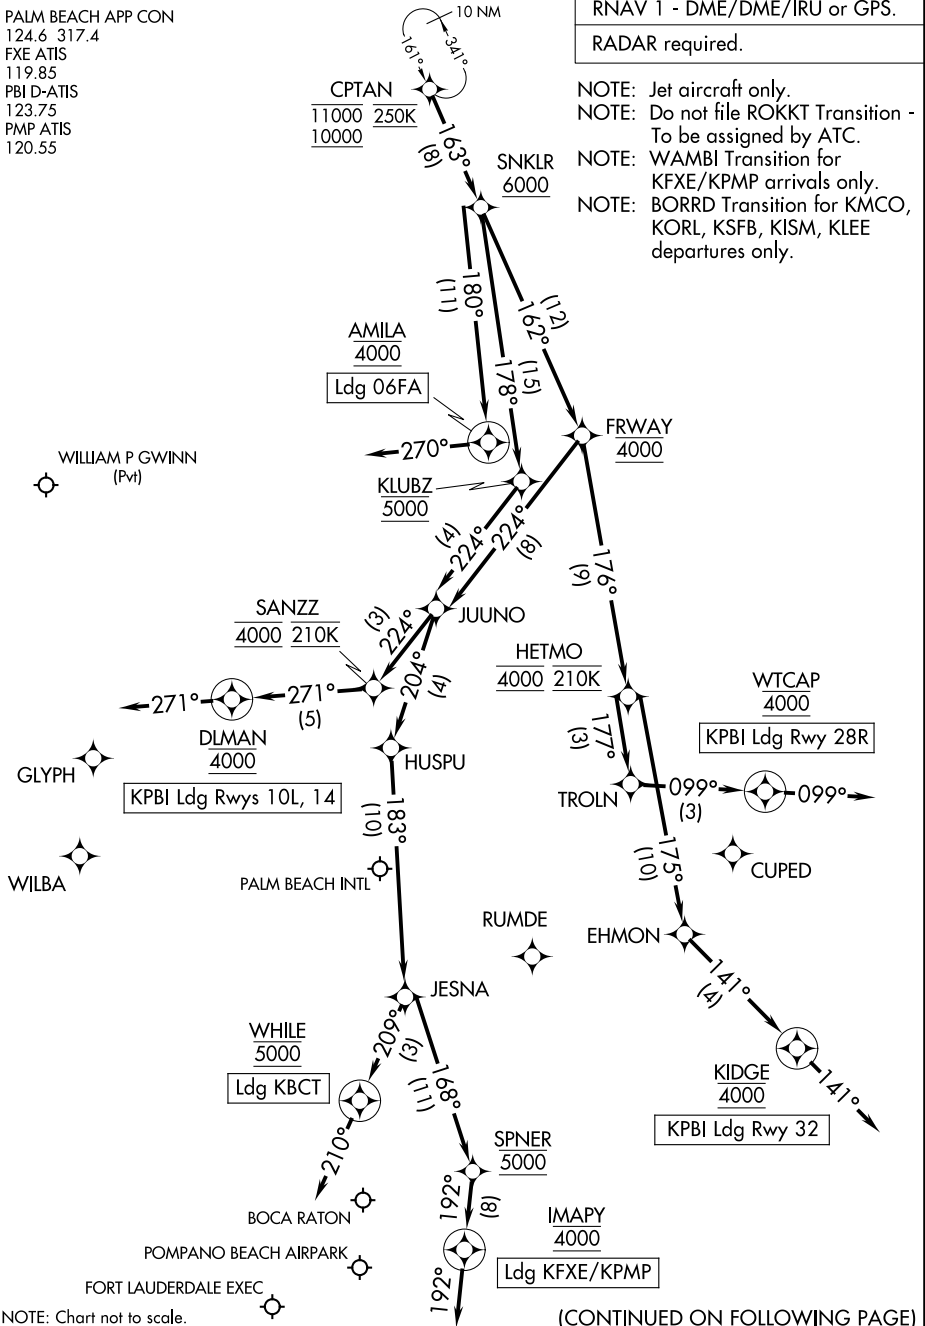 PALM BEACH APP CON
124.6 317.4
FXE ATIS
119.85
PBI D-ATIS
123.75
PMP ATIS
120.55
RNAV 1 - DME/DME/IRU or GPS.
RADAR required.
NOTE: Jet aircraft only.
NOTE: Do not file ROKKT Transition -
To be assigned by ATC.
NOTE: WAMBI Transition for
KFXE/KPMP arrivals only.
NOTE: BORRD Transition for KMCO,
KORL, KSFB, KISM, KLEE
departures only.
10 NM
161°
341°
CPTAN
11000 250K
10000
163°
(8)
SNKLR
6000
180°
(11)
178°
(15)
162°
(12)
AMILA
4000
Ldg 06FA
270°
FRWAY
4000
WILLIAM P GWINN
(Pvt)
KLUBZ
5000
224°
(4)
224°
(8)
176°
(9)
JUUNO
SANZZ
4000 210K
224°
(3)
204°
(4)
HETMO
4000 210K
177°
(3)
WTCAP
4000
KPBI Ldg Rwy 28R
271°
271°
(5)
DLMAN
4000
KPBI Ldg Rwys 10L, 14
GLYPH
HUSPU
TROLN
099°
(3)
099°
183°
(10)
175°
(10)
CUPED
WILBA
PALM BEACH INTL
RUMDE
EHMON
JESNA
141°
(4)
WHILE
5000
Ldg KBCT
209°
(3)
168°
(11)
KIDGE
4000
KPBI Ldg Rwy 32
141°
210°
SPNER
5000
192°
(8)
BOCA RATON
IMAPY
4000
Ldg KFXE/KPMP
POMPANO BEACH AIRPARK
FORT LAUDERDALE EXEC
192°
NOTE: Chart not to scale.
(CONTINUED ON FOLLOWING PAGE)